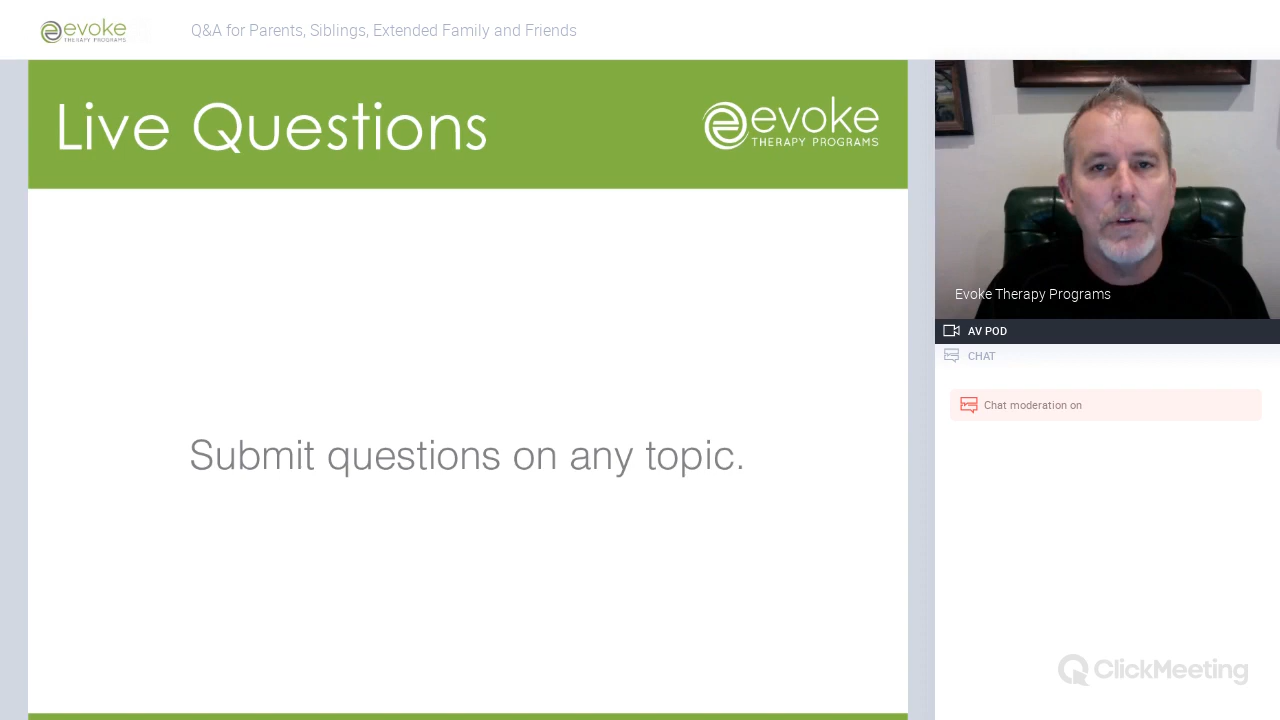 evoke
THERAPY PROGRAMS
Q&A for Parents, Siblings, Extended Family and Friends
Live Questions
evoke
THERAPY PROGRAMS
Submit questions on any topic.
Evoke Therapy Programs
AV POD
CHAT
Chat moderation on
ClickMeeting